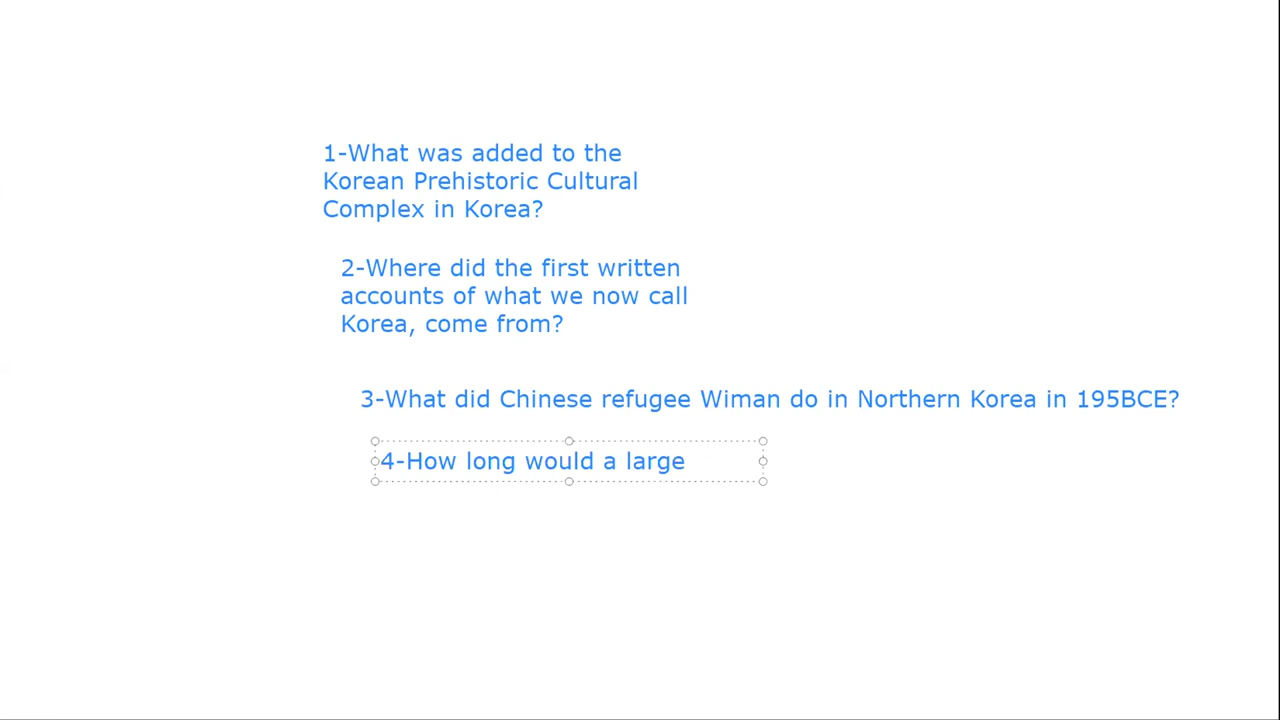 1-What was added to the
Korean Prehistoric Cultural
Complex in Korea?
2-Where did the first written
accounts of what we now call
Korea, come from?
3-What did Chinese refugee Wiman do in Northern Korea in 195BCE?
4-How long would a large